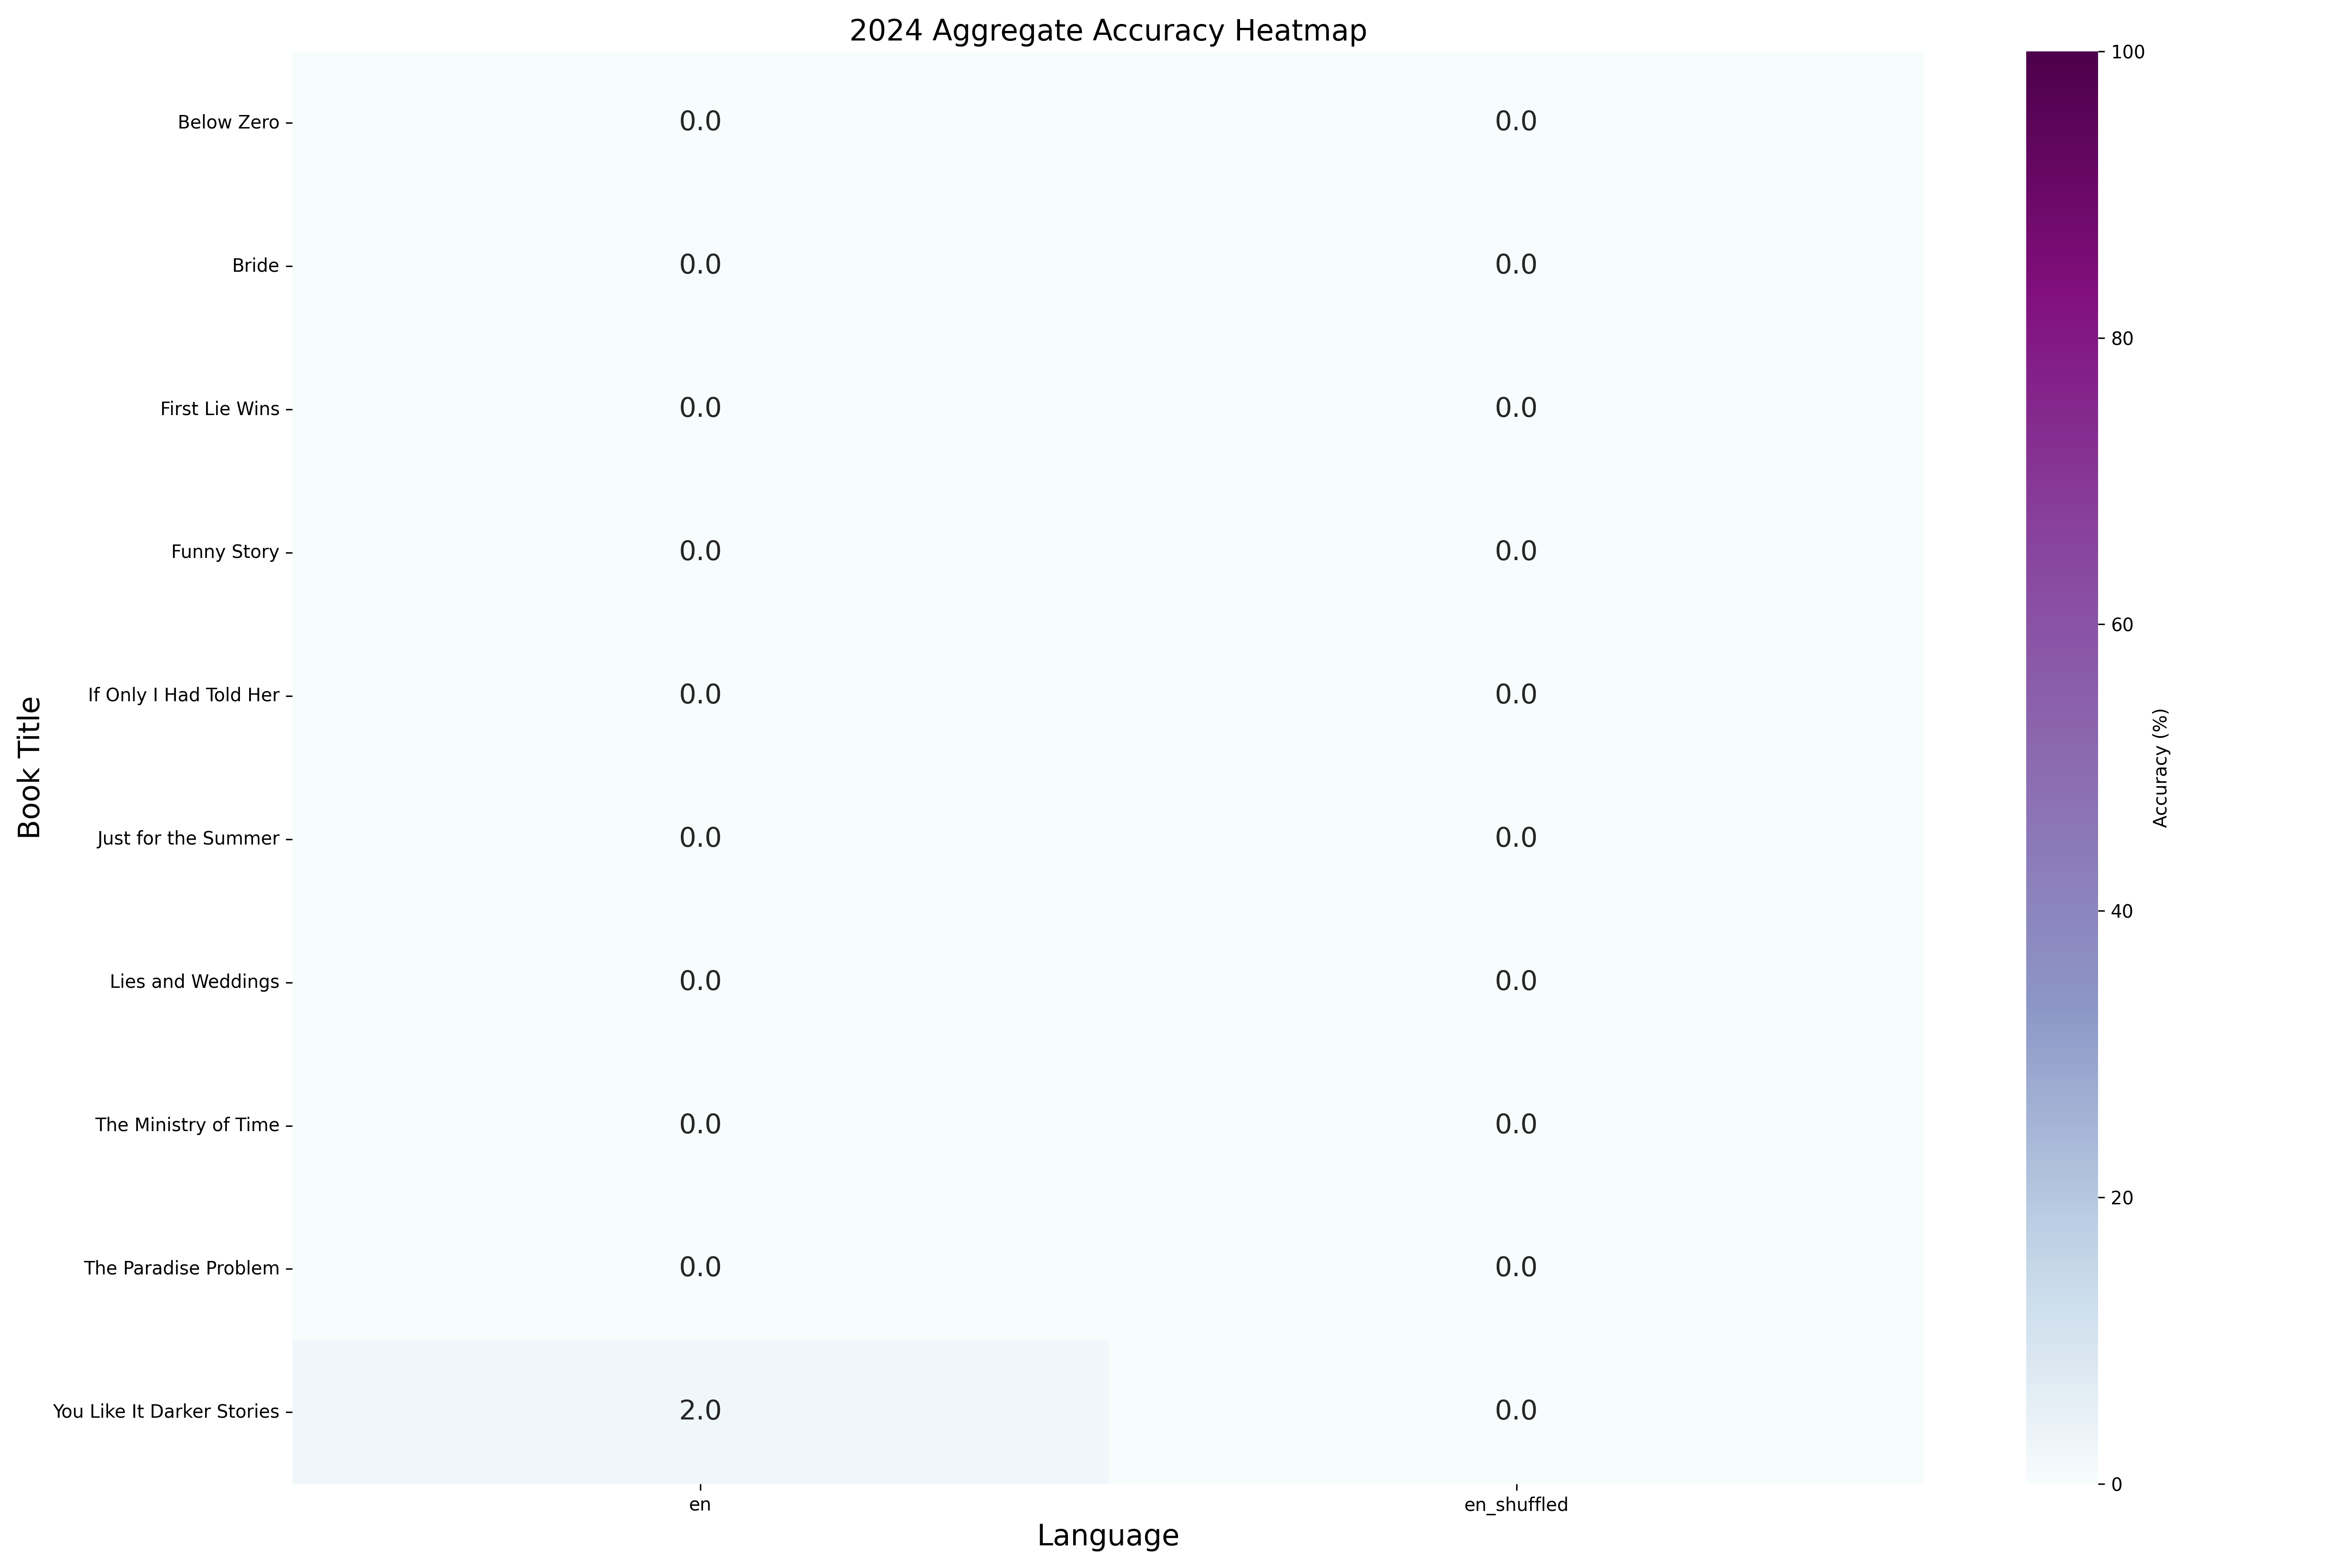 2024 Aggregate Accuracy Heatmap
Book Title
Below Zero 0.0 0.0
Bride 0.0 0.0
First Lie Wins 0.0 0.0
Funny Story 0.0 0.0
If Only I Had Told Her 0.0 0.0
Just for the Summer 0.0 0.0
Lies and Weddings 0.0 0.0
The Ministry of Time 0.0 0.0
The Paradise Problem 0.0 0.0
You Like It Darker Stories 2.0 0.0
en en_shuffled
Language
100
80
60
40
20
0
Accuracy (%)